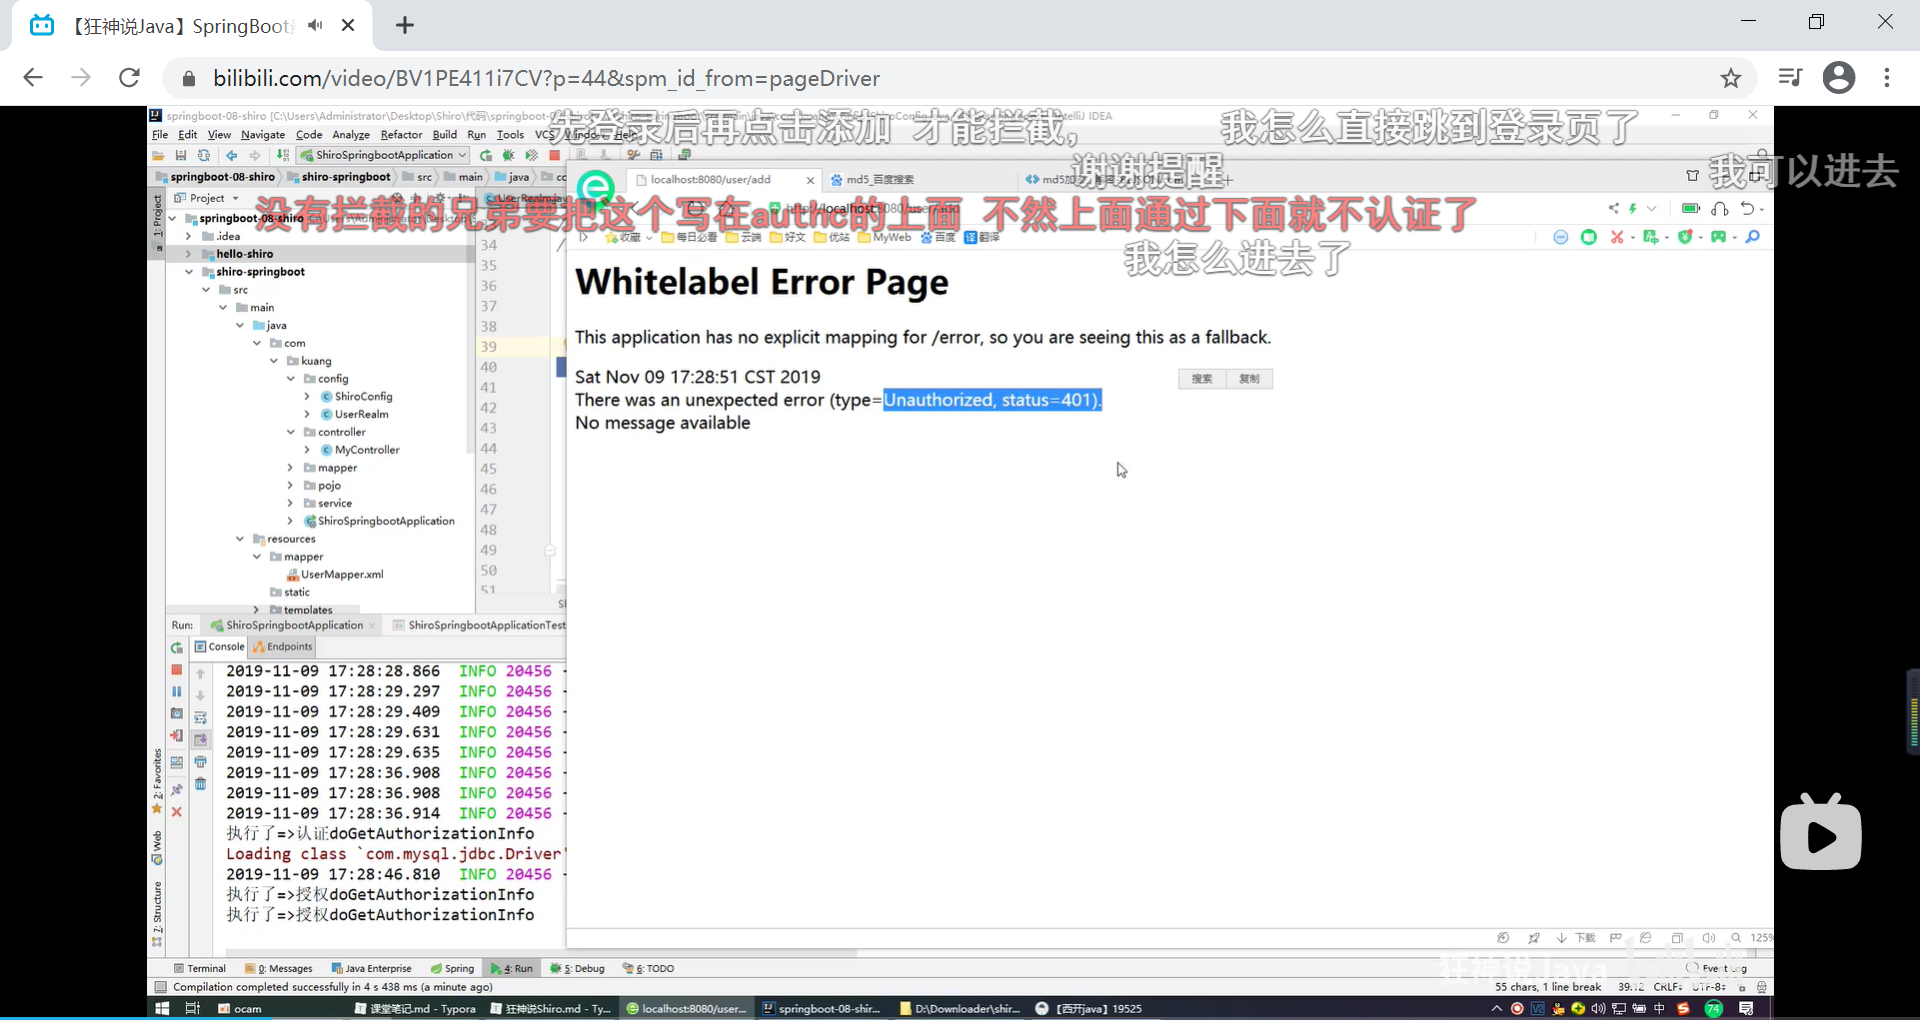 【狂神说Java】SpringBoot
bilibili.com/video/BV1PE411i7CV?p=44&spm_id_from=pageDriver
springboot-08-shiro [C:\Users\Administrator\Desktop\Shiro\代码\springboot-0
IntelliJ IDEA
先登录后再点击添加 才能拦截，
我怎么直接跳到登录页了
File Edit View Navigate Code Analyze Refactor Build Run Tools VCS Window Help
ShiroSpringbootApplication
谢谢提醒
我可以进去
springboot-08-shiro shiro-springboot src main java
localhost:8080/user/add
md5_百度搜索
1: Project
Project
UserRealm.java
没有拦截的兄弟要把这个写在authc的上面 不然上面通过下面就不认证了
http://localhost:8080/user/add
springboot-08-shiro
收藏 每日必看 云端 好文 优站 MyWeb 百度 翻译
我怎么进去了
.idea
hello-shiro
shiro-springboot
src
main
java
com
kuang
config
ShiroConfig
UserRealm
controller
MyController
mapper
pojo
service
ShiroSpringbootApplication
resources
mapper
UserMapper.xml
static
templates
34
35
36
37
38
39
40
41
42
43
44
45
46
47
48
49
50
51
Whitelabel Error Page
This application has no explicit mapping for /error, so you are seeing this as a fallback.
Sat Nov 09 17:28:51 CST 2019
搜索 复制
There was an unexpected error (type=Unauthorized, status=401).
No message available
Run: ShiroSpringbootApplication ShiroSpringbootApplicationTest
Console Endpoints
2019-11-09 17:28:28.866 INFO 20456 -
2019-11-09 17:28:29.297 INFO 20456 -
2019-11-09 17:28:29.409 INFO 20456 -
2019-11-09 17:28:29.631 INFO 20456 -
2019-11-09 17:28:29.635 INFO 20456 -
2019-11-09 17:28:36.908 INFO 20456 -
2019-11-09 17:28:36.908 INFO 20456 -
2019-11-09 17:28:36.914 INFO 20456 -
执行了=>认证doGetAuthorizationInfo
Loading class `com.mysql.jdbc.Driver'
2019-11-09 17:28:46.810 INFO 20456 -
执行了=>授权doGetAuthorizationInfo
执行了=>授权doGetAuthorizationInfo
2: Favorites
Web
7: Structure
下载 125%
狂神说Java
Terminal 0: Messages Java Enterprise Spring 4: Run 5: Debug 6: TODO
Event Log
Compilation completed successfully in 4 s 438 ms (a minute ago)
55 chars, 1 line break 39:12 CRLF UTF-8
ocam
课堂笔记.md - Typora
狂神说Shiro.md - Ty...
localhost:8080/user...
springboot-08-shir...
D:\Downloader\shir...
【西开java】19525
中
74